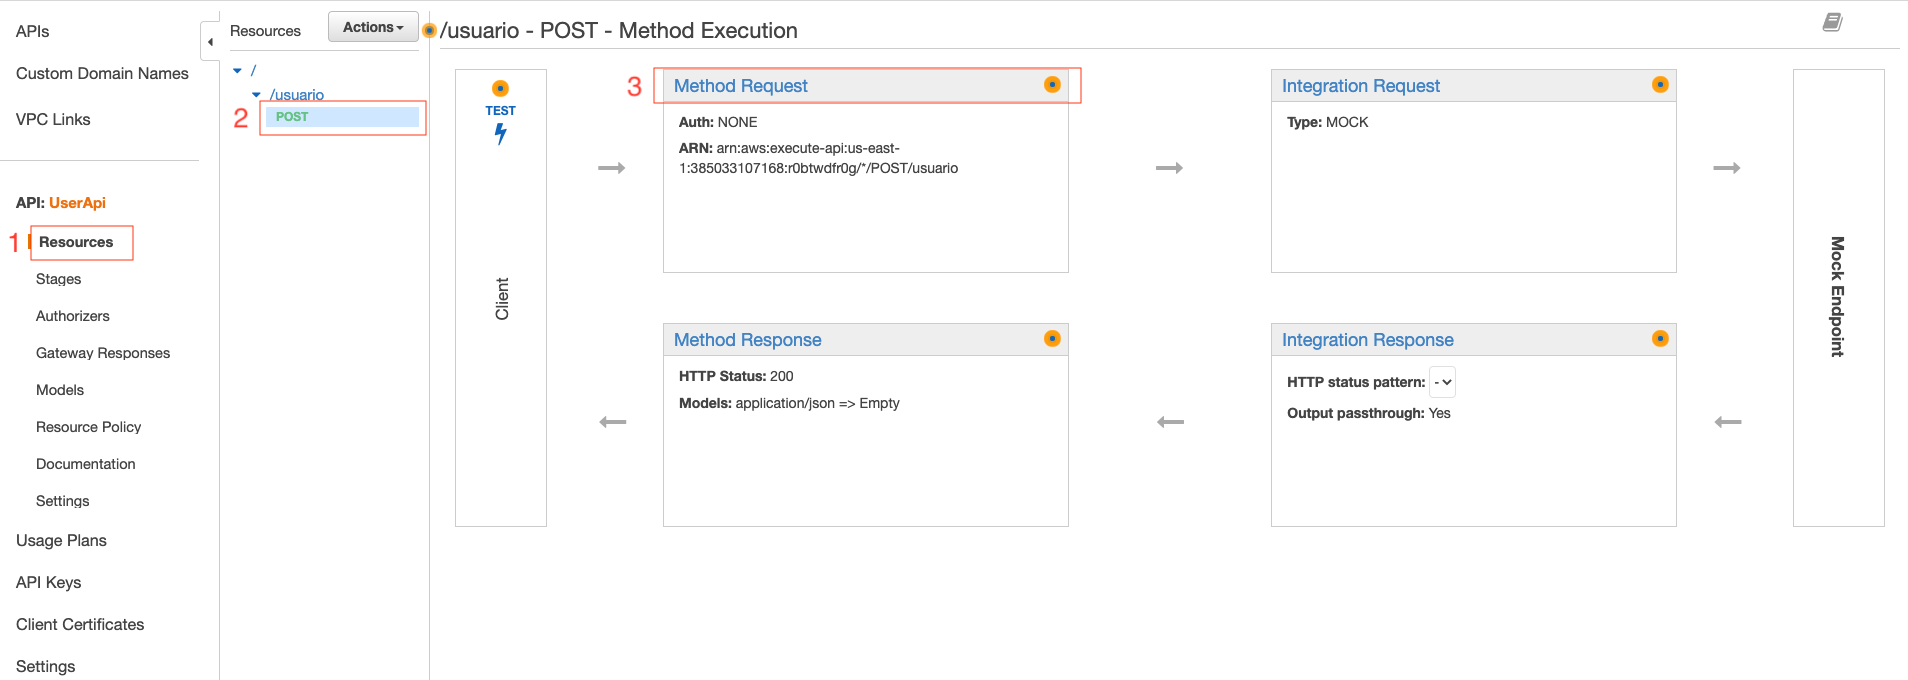 APIs
Custom Domain Names
VPC Links
API: UserApi
1
Resources
Stages
Authorizers
Gateway Responses
Models
Resource Policy
Documentation
Settings
Usage Plans
API Keys
Client Certificates
Settings
Resources
Actions
/
/usuario
2
POST
/usuario - POST - Method Execution
TEST
Client
3
Method Request
Auth: NONE
ARN: arn:aws:execute-api:us-east-
1:385033107168:r0btwdfr0g/*/POST/usuario
Integration Request
Type: MOCK
Method Response
HTTP Status: 200
Models: application/json => Empty
Integration Response
HTTP status pattern: -
Output passthrough: Yes
Mock Endpoint